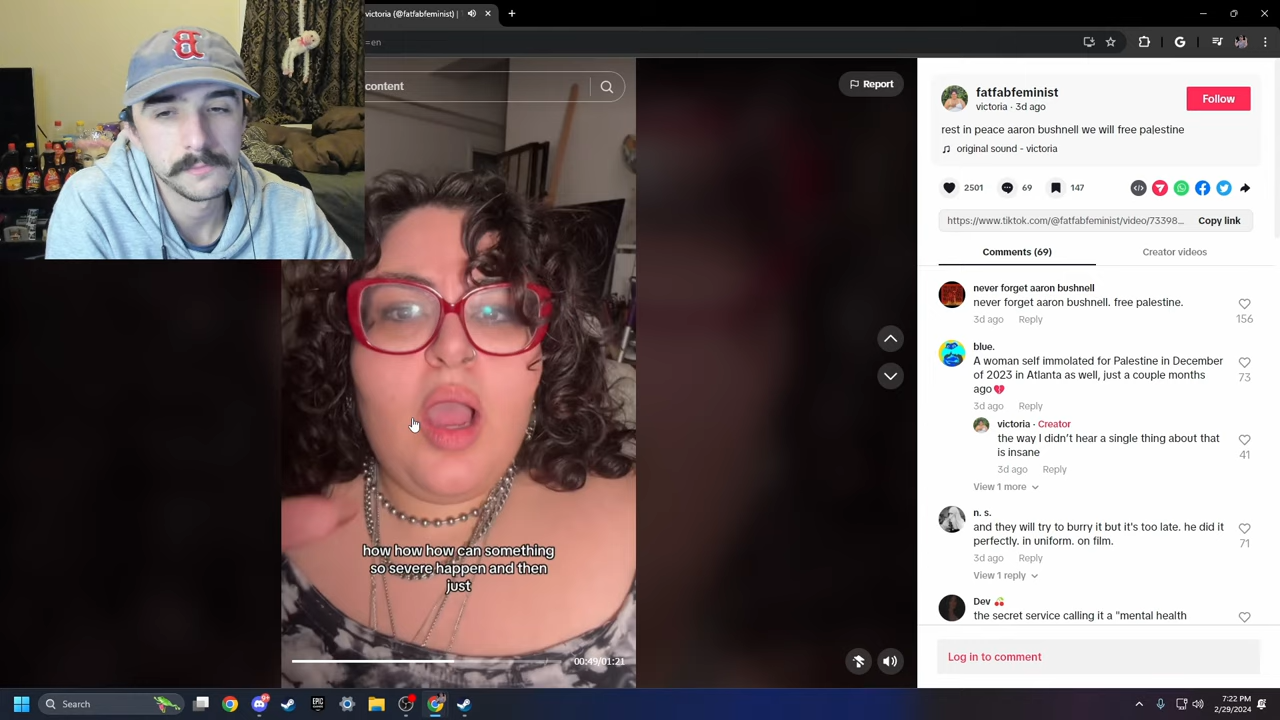 victoria (@fatfabfeminist) |
=en
content
Report
how how how can something
so severe happen and then
just
00:49/01:21
fatfabfeminist
victoria · 3d ago
Follow
rest in peace aaron bushnell we will free palestine
original sound - victoria
2501
69
147
https://www.tiktok.com/@fatfabfeminist/video/73398...
Copy link
Comments (69)
Creator videos
never forget aaron bushnell
never forget aaron bushnell. free palestine.
3d ago
Reply
156
blue.
A woman self immolated for Palestine in December
of 2023 in Atlanta as well, just a couple months
ago💔
3d ago
Reply
73
victoria · Creator
the way I didn't hear a single thing about that
is insane
3d ago
Reply
41
View 1 more
n. s.
and they will try to burry it but it's too late. he did it
perfectly. in uniform. on film.
3d ago
Reply
71
View 1 reply
Dev 🍒
the secret service calling it a "mental health
Log in to comment
B
Search
EPIC
7:22 PM
2/29/2024